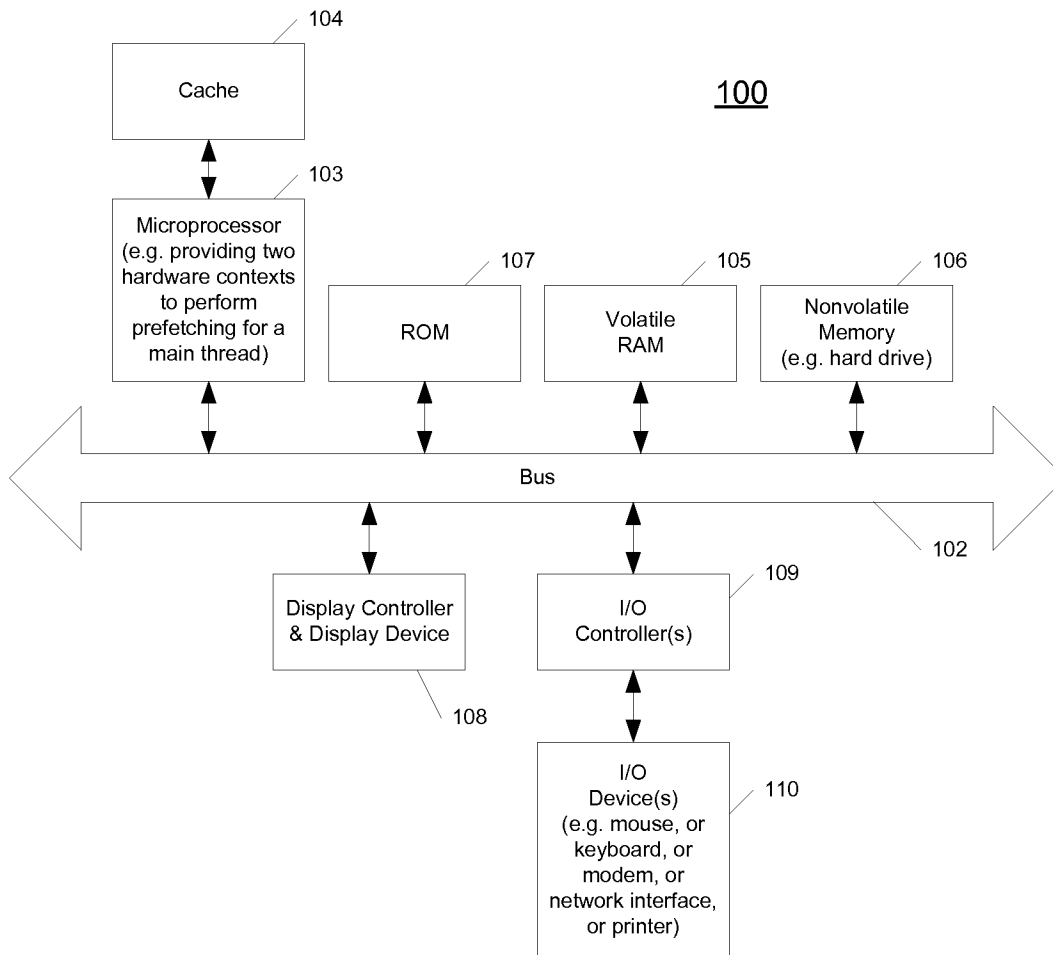 104
Cache
100
103
Microprocessor
(e.g. providing two
hardware contexts
to perform
prefetching for a
main thread)
107
ROM
105
Volatile
RAM
106
Nonvolatile
Memory
(e.g. hard drive)
Bus
102
Display Controller
& Display Device
108
109
I/O
Controller(s)
110
I/O
Device(s)
(e.g. mouse, or
keyboard, or
modem, or
network interface,
or printer)